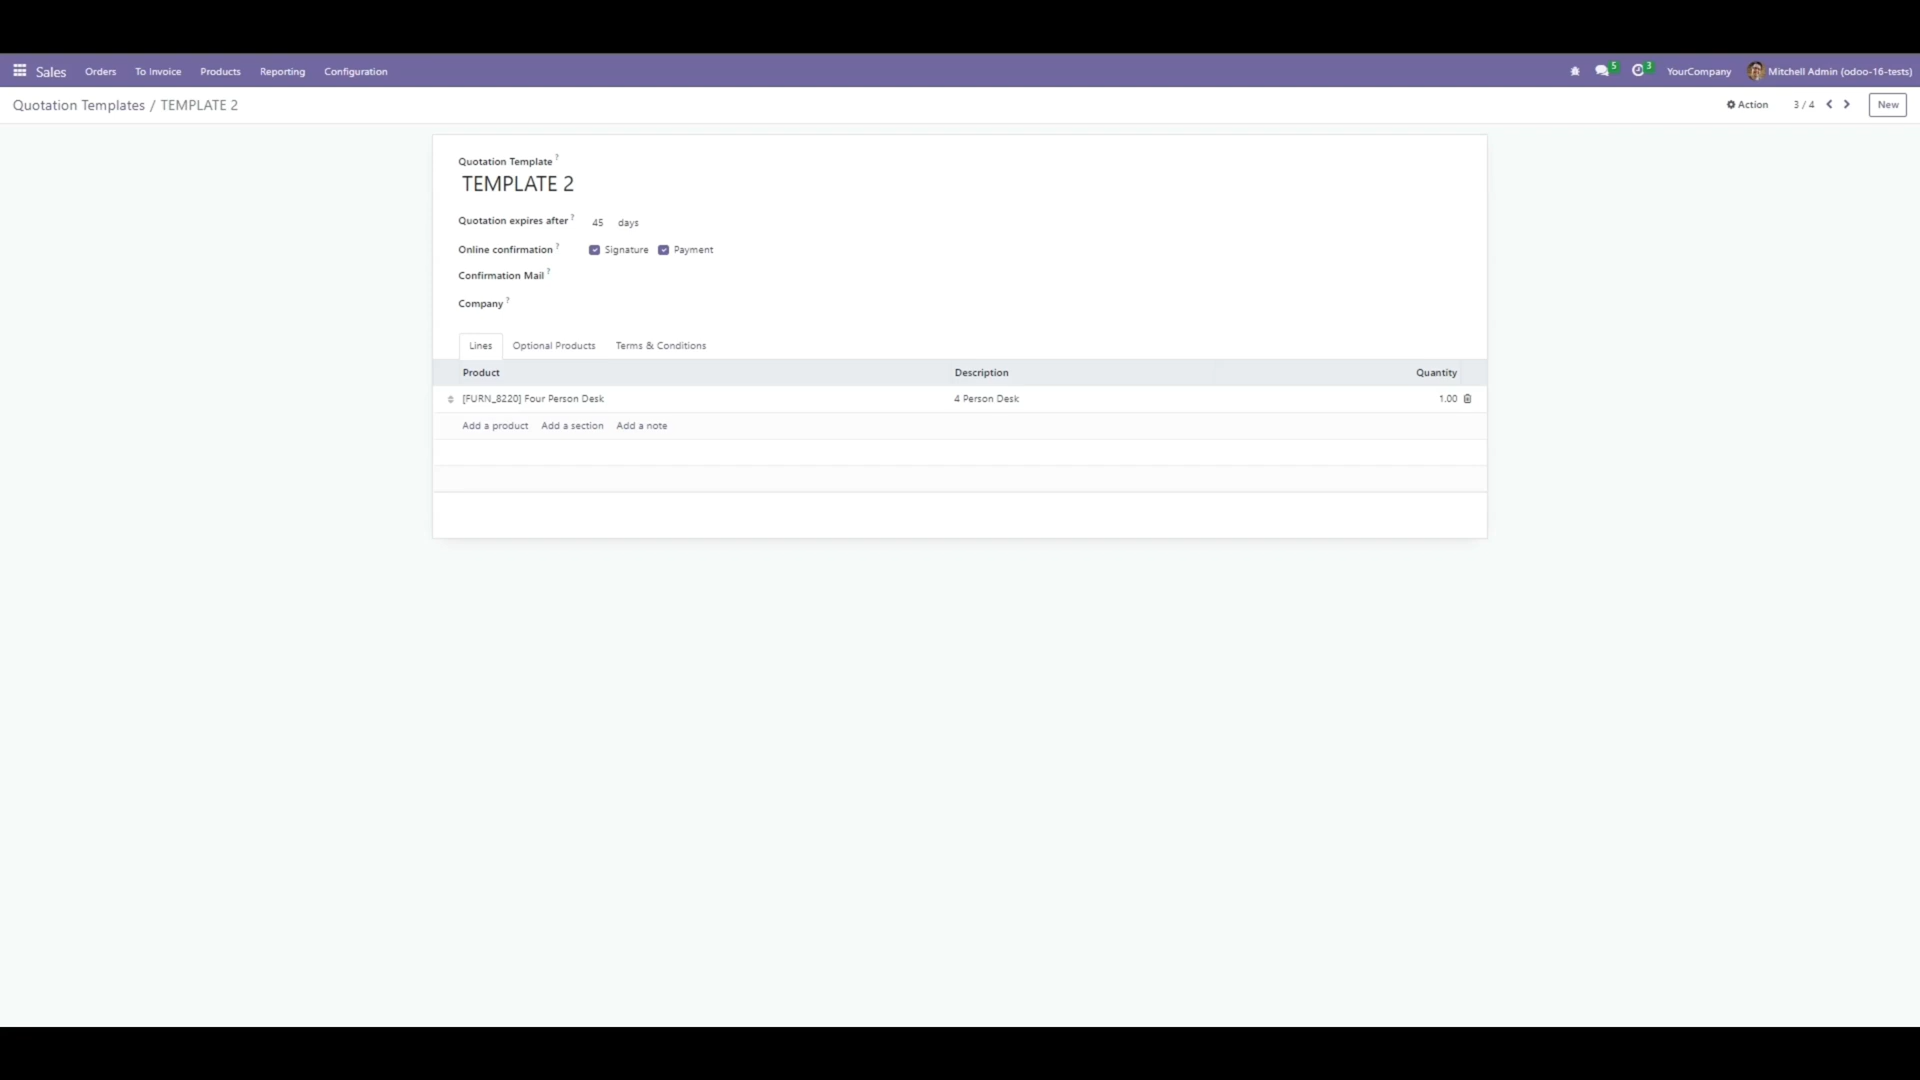 Sales Orders To Invoice Products Reporting Configuration 5 3 YourCompany Mitchell Admin (odoo-16-tests)
Quotation Templates / TEMPLATE 2 Action 3 / 4 New
Quotation Template ?
TEMPLATE 2
Quotation expires after ? 45 days
Online confirmation ? Signature Payment
Confirmation Mail ?
Company ?
Lines Optional Products Terms & Conditions
Product Description Quantity
[FURN_8220] Four Person Desk 4 Person Desk 1.00
Add a product Add a section Add a note